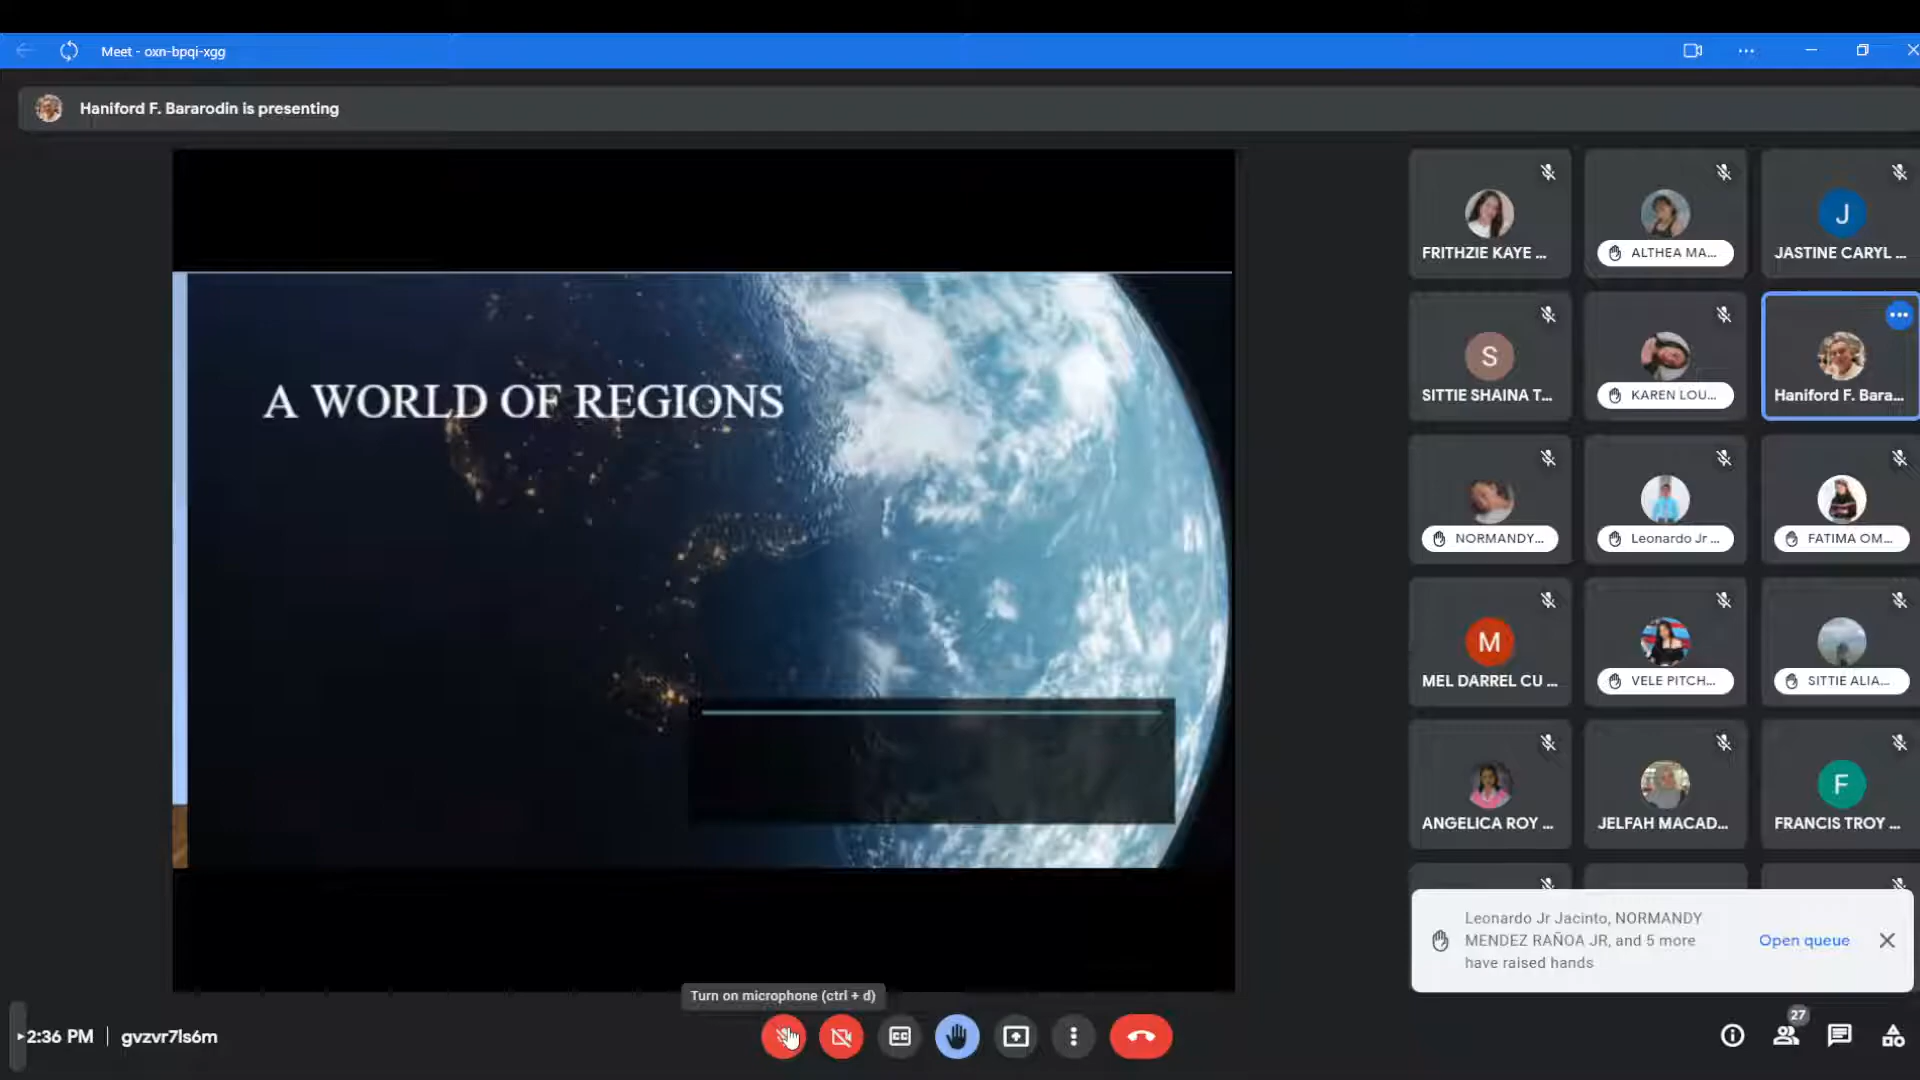 Meet - oxn-bpqi-xgg
Haniford F. Bararodin is presenting
A WORLD OF REGIONS
FRITHZIE KAYE ...
ALTHEA MA...
JASTINE CARYL ...
S
SITTIE SHAINA T...
KAREN LOU...
Haniford F. Bara...
J
NORMANDY...
Leonardo Jr ...
FATIMA OM...
M
MEL DARREL CU ...
VELE PITCH...
SITTIE ALIA...
ANGELICA ROY ...
JELFAH MACAD...
F
FRANCIS TROY ...
Leonardo Jr Jacinto, NORMANDY
MENDEZ RAÑOA JR, and 5 more
have raised hands
Open queue
Turn on microphone (ctrl + d)
2:36 PM | gvzvr7ls6m
CC
27